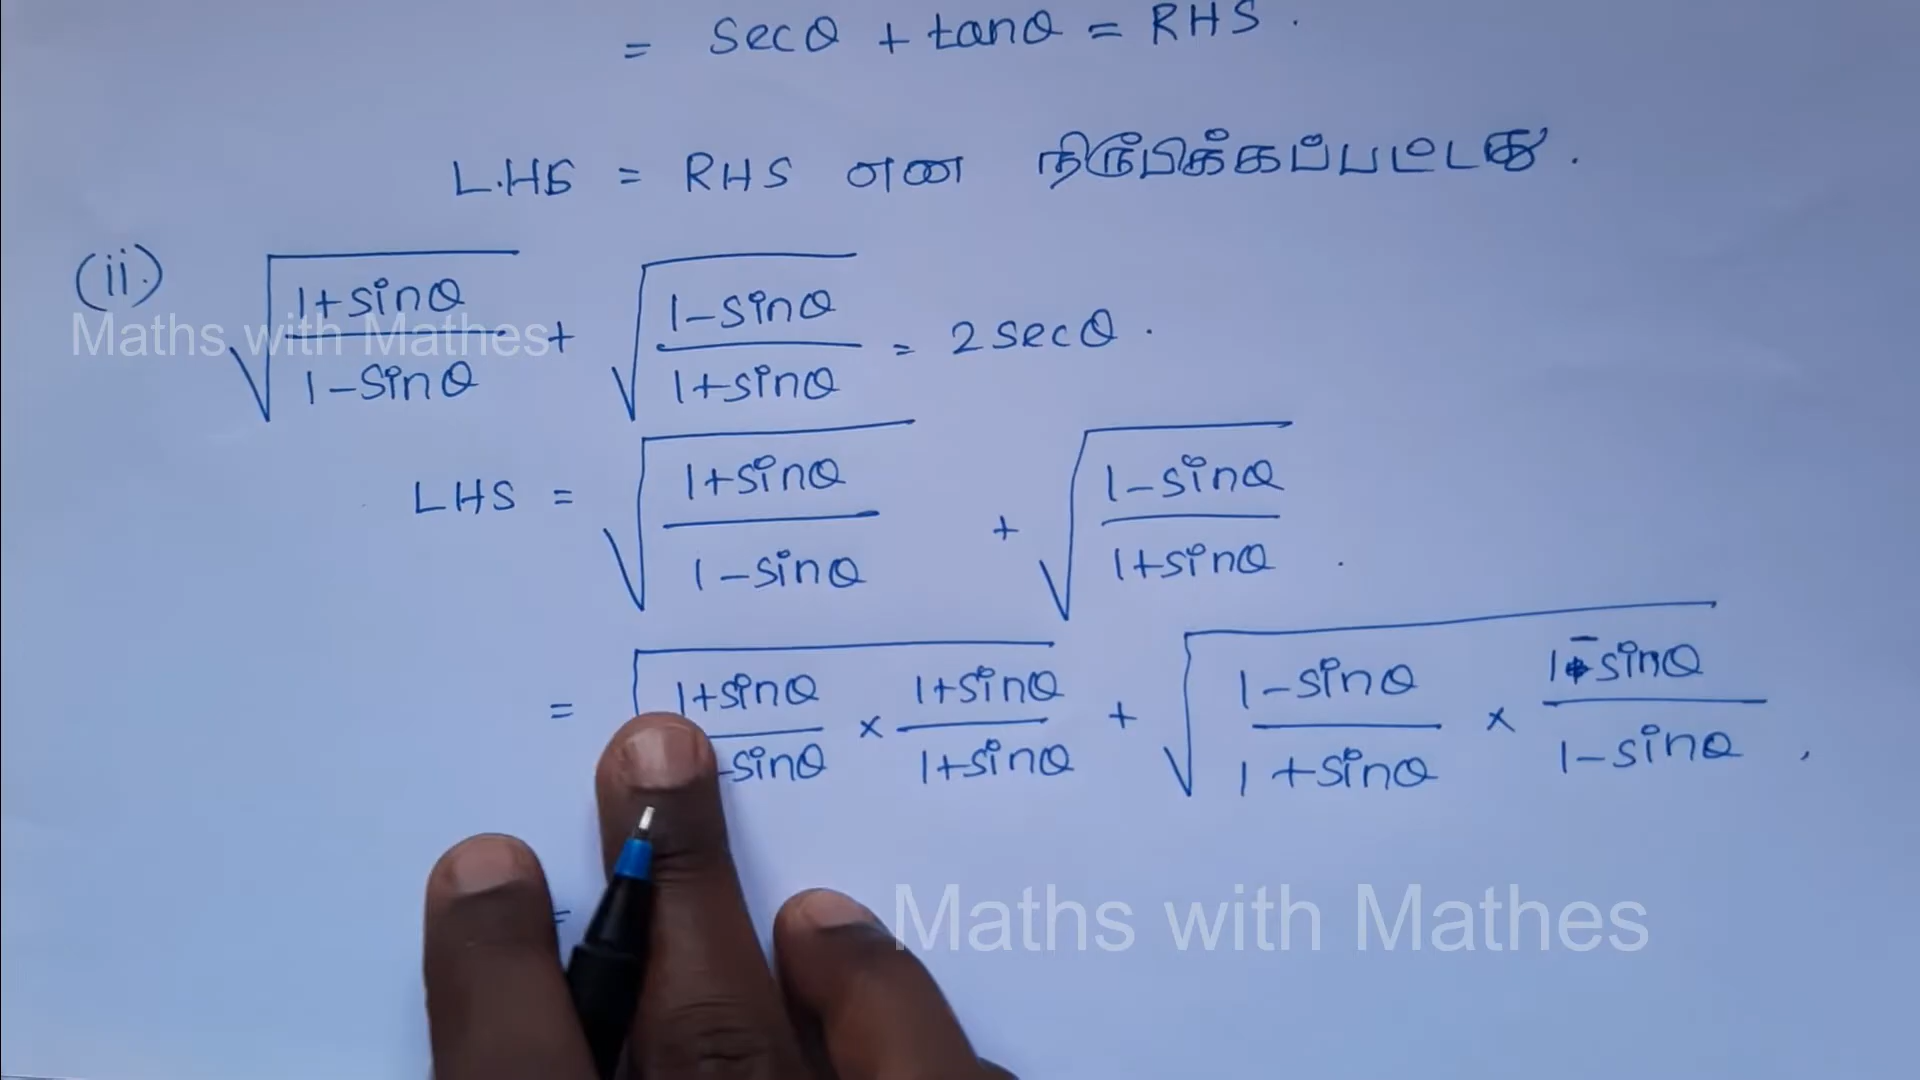 = secθ + tanθ = RHS.
L.HS = RHS என நிரூபிக்கப்பட்டது.
(ii) √((1+sinθ)/(1-sinθ)) + √((1-sinθ)/(1+sinθ)) = 2secθ.
Maths with Mathes
LHS = √((1+sinθ)/(1-sinθ)) + √((1-sinθ)/(1+sinθ)).
= √((1+sinθ)/(-sinθ) × (1+sinθ)/(1+sinθ)) + √((1-sinθ)/(1+sinθ) × (1-sinθ)/(1-sinθ)),
=
Maths with Mathes